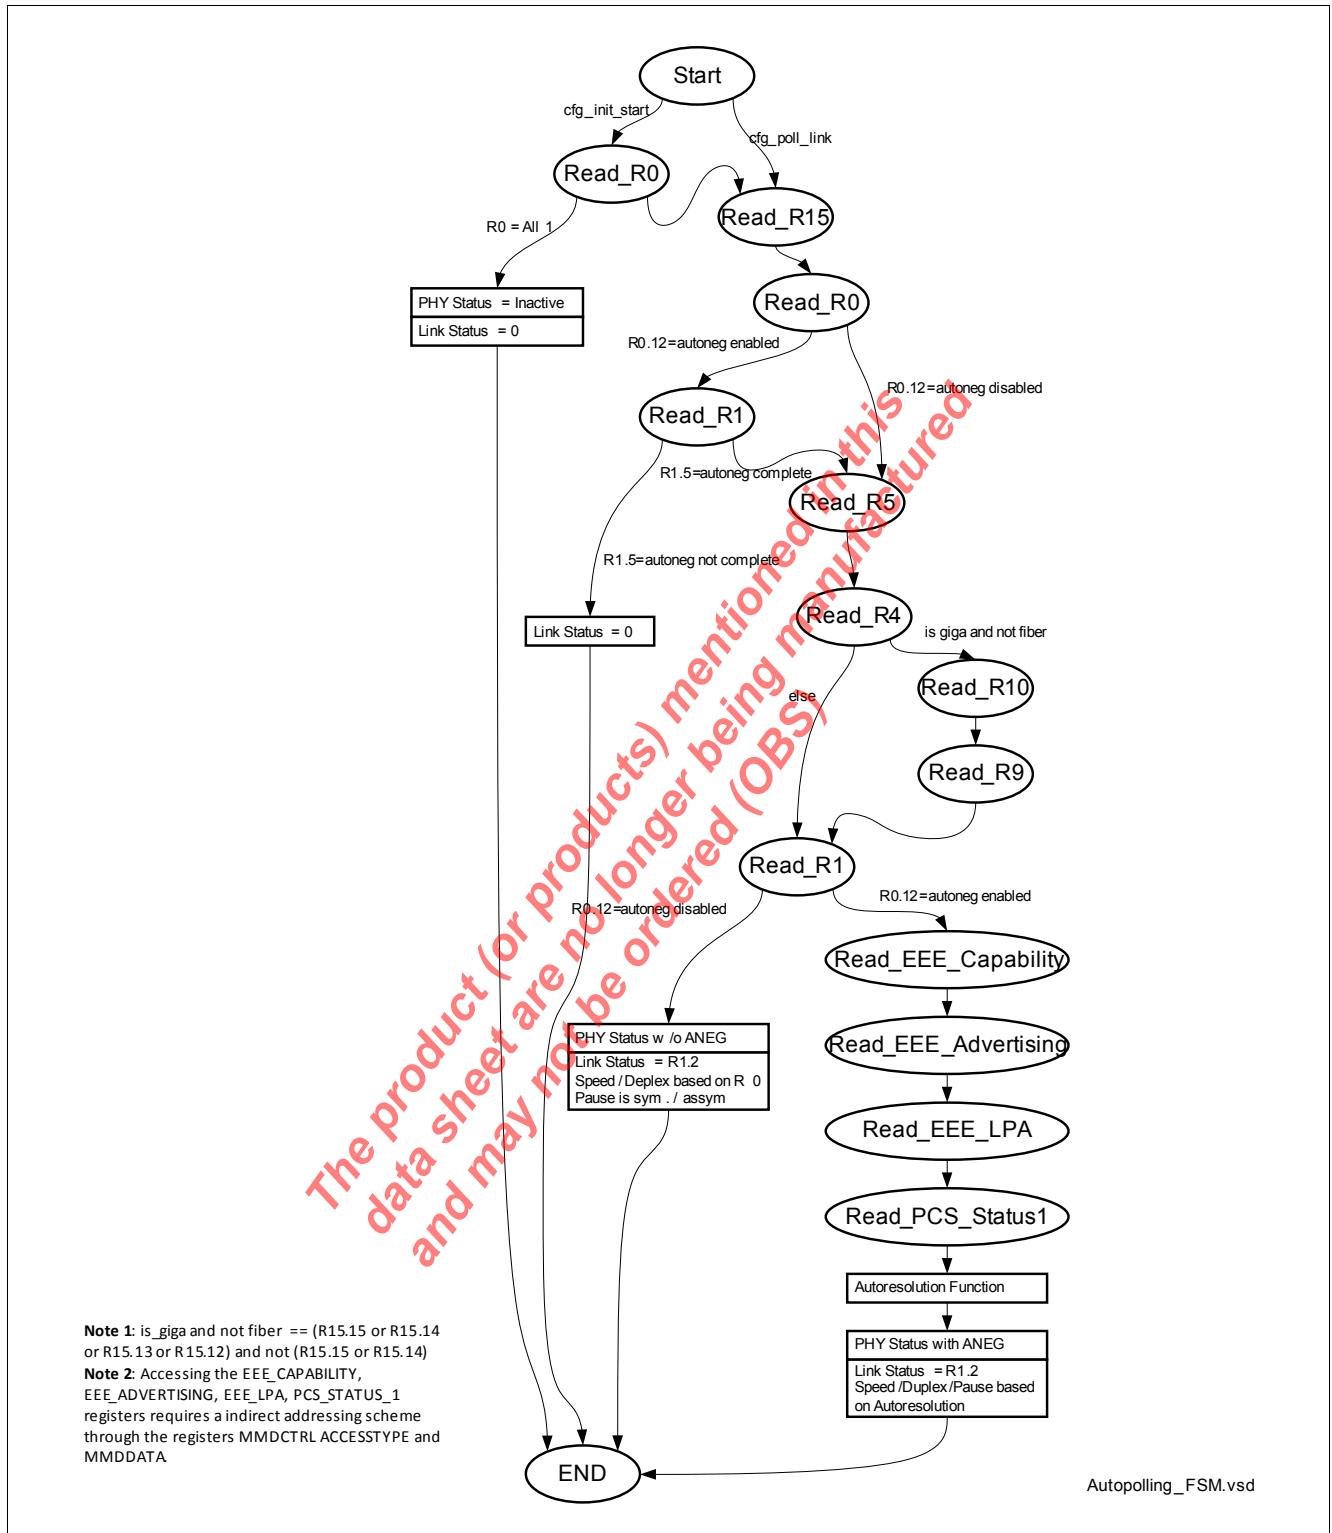 Start
cfg_init_start
cfg_poll_link
Read_R0
Read_R15
R0 = All 1
PHY Status = Inactive
Link Status = 0
Read_R0
R0.12=autoneg enabled
R0.12=autoneg disabled
Read_R1
R1.5=autoneg complete
Read_R5
R1.5=autoneg not complete
Link Status = 0
Read_R4
is giga and not fiber
Read_R10
else
Read_R9
Read_R1
R0.12=autoneg disabled
R0.12=autoneg enabled
Read_EEE_Capability
PHY Status w /o ANEG
Link Status = R1.2
Speed /Deplex based on R 0
Pause is sym . / assym
Read_EEE_Advertising
Read_EEE_LPA
Read_PCS_Status1
Autoresolution Function
PHY Status with ANEG
Link Status =R1.2
Speed /Duplex /Pause based
on Autoresolution
The product (or products) mentioned in this
data sheet are no longer being manufactured
and may not be ordered (OBS)
Note 1: is_giga and not fiber == (R15.15 or R15.14
or R15.13 or R15.12) and not (R15.15 or R15.14)
Note 2: Accessing the EEE_CAPABILITY,
EEE_ADVERTISING, EEE_LPA, PCS_STATUS_1
registers requires a indirect addressing scheme
through the registers MMDCTRL ACCESSTYPE and
MMDDATA.
END
Autopolling_FSM.vsd